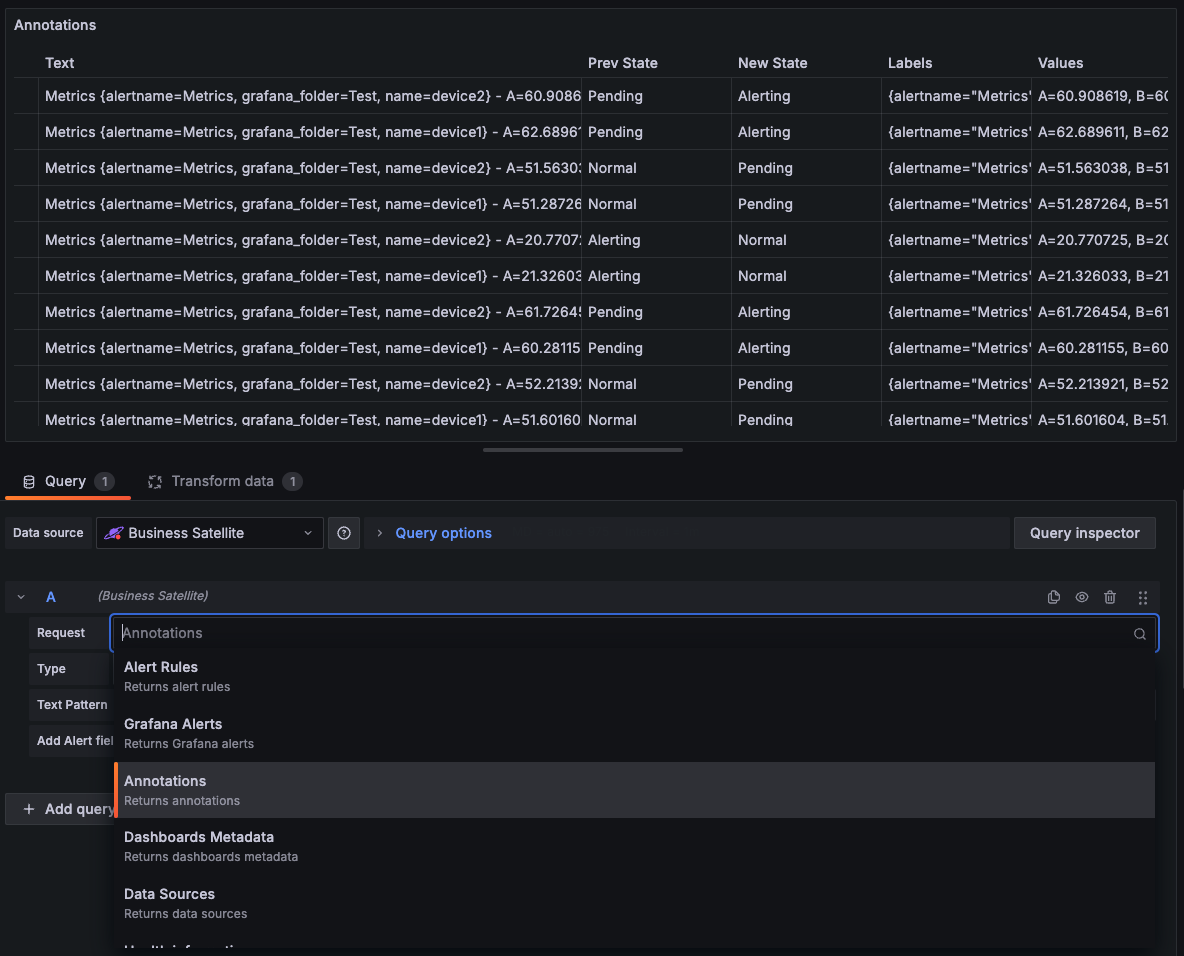 Annotations
Text Prev State New State Labels Values
Metrics {alertname=Metrics, grafana_folder=Test, name=device2} - A=60.9086 Pending Alerting {alertname="Metrics" A=60.908619, B=60
Metrics {alertname=Metrics, grafana_folder=Test, name=device1} - A=62.68961 Pending Alerting {alertname="Metrics" A=62.689611, B=62
Metrics {alertname=Metrics, grafana_folder=Test, name=device2} - A=51.56303 Normal Pending {alertname="Metrics" A=51.563038, B=51
Metrics {alertname=Metrics, grafana_folder=Test, name=device1} - A=51.28726 Normal Pending {alertname="Metrics" A=51.287264, B=51
Metrics {alertname=Metrics, grafana_folder=Test, name=device2} - A=20.77072 Alerting Normal {alertname="Metrics" A=20.770725, B=20
Metrics {alertname=Metrics, grafana_folder=Test, name=device1} - A=21.32603 Alerting Normal {alertname="Metrics" A=21.326033, B=21
Metrics {alertname=Metrics, grafana_folder=Test, name=device2} - A=61.72645 Pending Alerting {alertname="Metrics" A=61.726454, B=61
Metrics {alertname=Metrics, grafana_folder=Test, name=device1} - A=60.28115 Pending Alerting {alertname="Metrics" A=60.281155, B=60
Metrics {alertname=Metrics, grafana_folder=Test, name=device2} - A=52.21392 Normal Pending {alertname="Metrics" A=52.213921, B=52
Metrics {alertname=Metrics, grafana_folder=Test, name=device1} - A=51.60160 Normal Pending {alertname="Metrics" A=51.601604, B=51.
Query 1 Transform data 1
Data source Business Satellite Query options Query inspector
A (Business Satellite)
Request Annotations
Type
Text Pattern
Add Alert fiel
+ Add query
Alert Rules
Returns alert rules
Grafana Alerts
Returns Grafana alerts
Annotations
Returns annotations
Dashboards Metadata
Returns dashboards metadata
Data Sources
Returns data sources